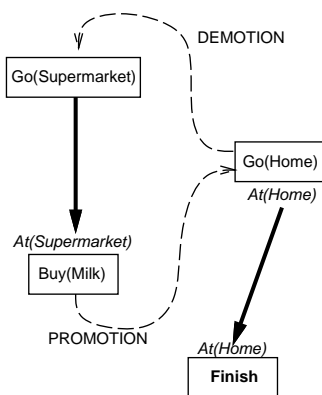 DEMOTION
Go(Supermarket)
Go(Home)
At(Home)
At(Supermarket)
Buy(Milk)
PROMOTION
At(Home)
Finish